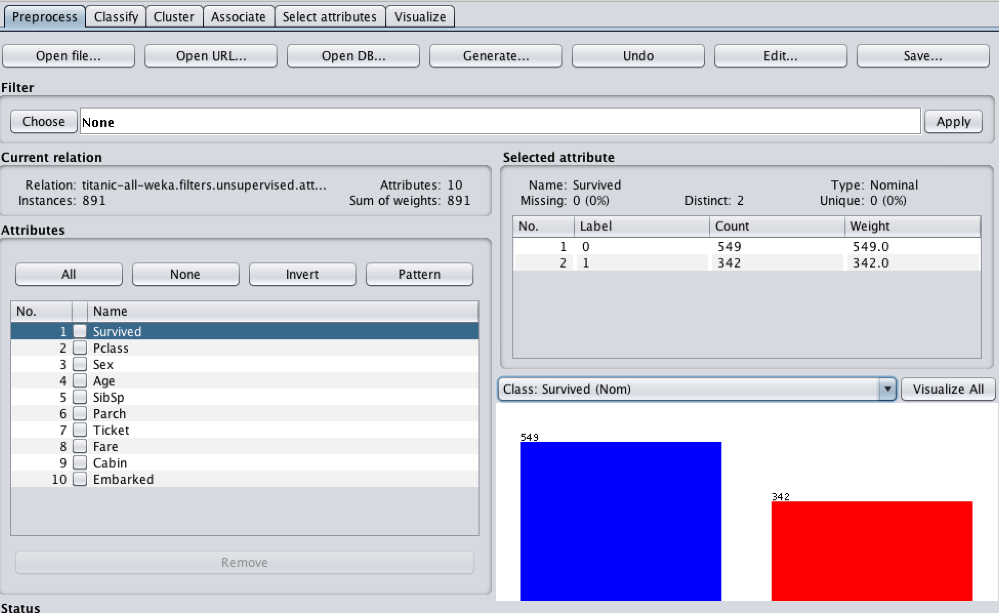 Preprocess Classify Cluster Associate Select attributes Visualize
Open file... Open URL... Open DB... Generate... Undo Edit... Save...
Filter
Choose None Apply
Current relation
Relation: titanic-all-weka.filters.unsupervised.att... Attributes: 10
Instances: 891 Sum of weights: 891
Attributes
All None Invert Pattern
No. Name
1 Survived
2 Pclass
3 Sex
4 Age
5 SibSp
6 Parch
7 Ticket
8 Fare
9 Cabin
10 Embarked
Remove
Status
Selected attribute
Name: Survived Type: Nominal
Missing: 0 (0%) Distinct: 2 Unique: 0 (0%)
No. Label Count Weight
1 0 549 549.0
2 1 342 342.0
Class: Survived (Nom) Visualize All
549
342